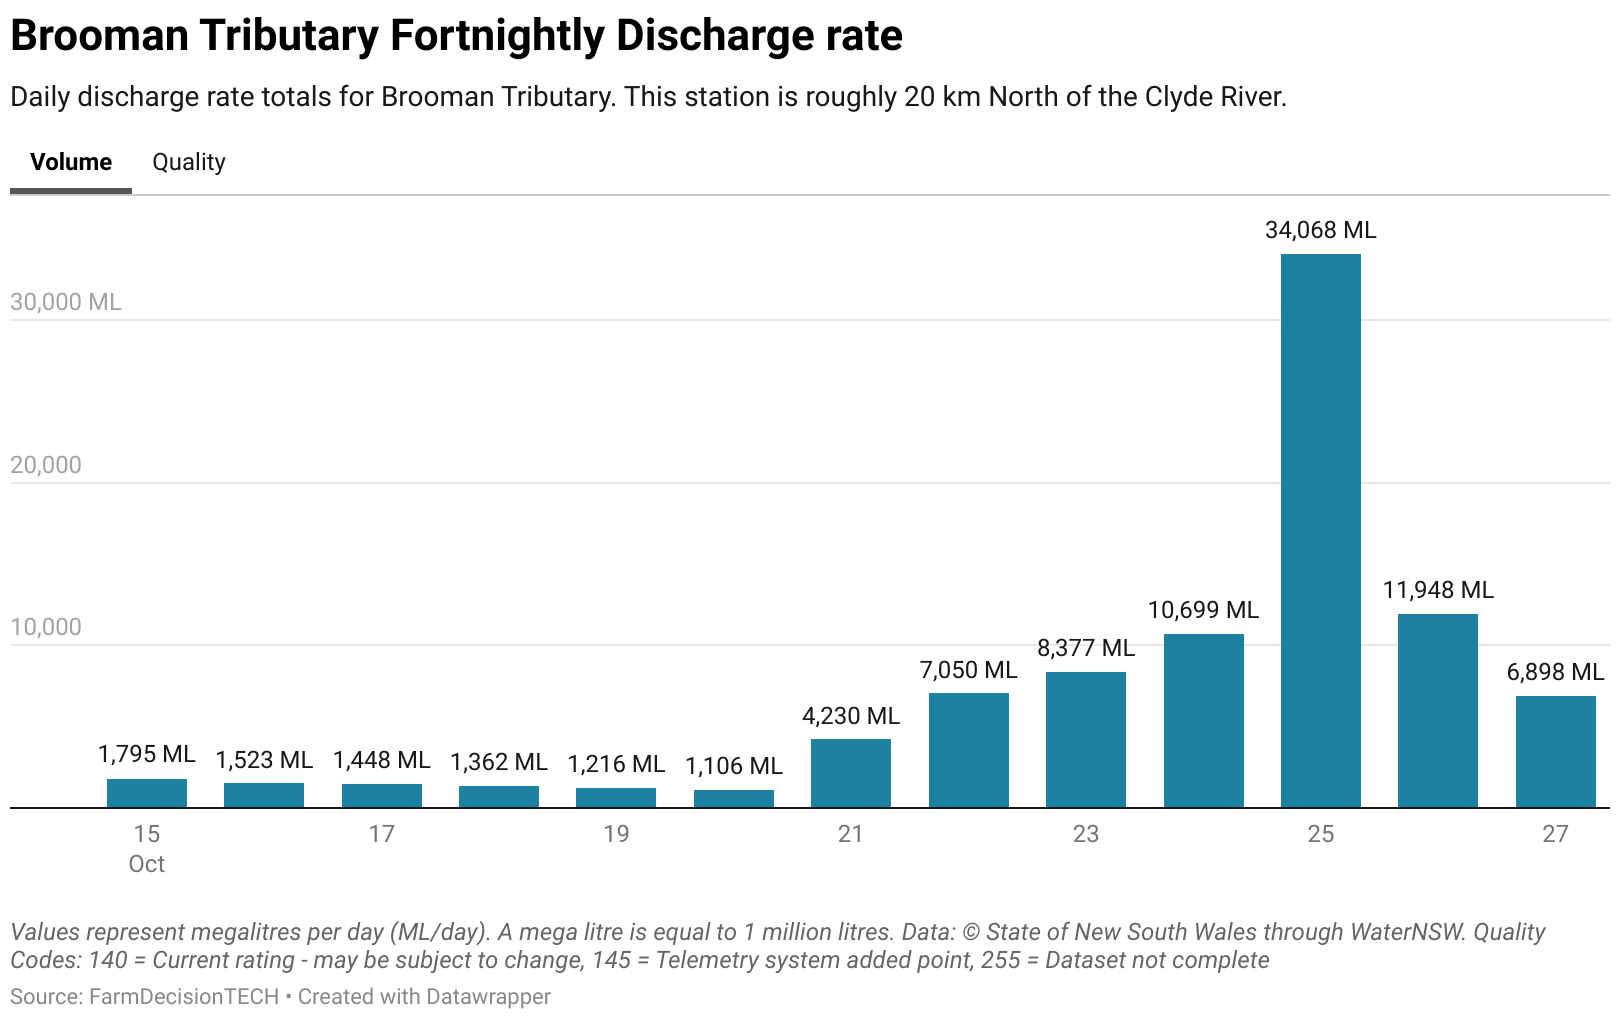 Brooman Tributary Fortnightly Discharge rate
Daily discharge rate totals for Brooman Tributary. This station is roughly 20 km North of the Clyde River.
Volume Quality
34,068 ML
30,000 ML
20,000
11,948 ML
10,699 ML
10,000
8,377 ML
7,050 ML
6,898 ML
4,230 ML
1,795 ML 1,523 ML 1,448 ML 1,362 ML 1,216 ML 1,106 ML
15 17 19 21 23 25 27
Oct
Values represent megalitres per day (ML/day). A mega litre is equal to 1 million litres. Data: © State of New South Wales through WaterNSW. Quality
Codes: 140 = Current rating - may be subject to change, 145 = Telemetry system added point, 255 = Dataset not complete
Source: FarmDecisionTECH • Created with Datawrapper